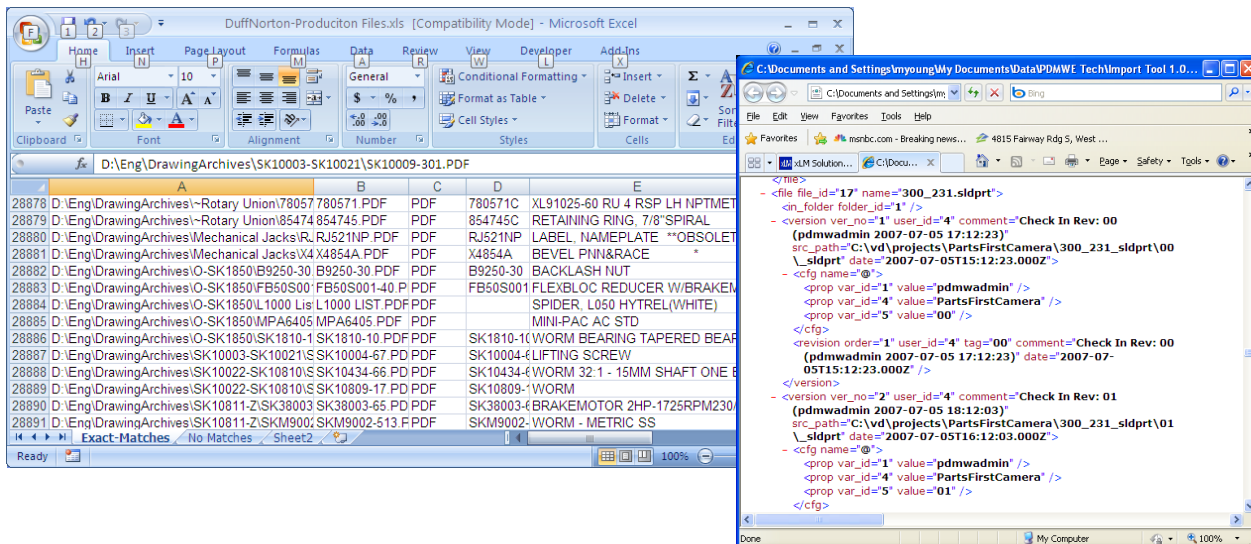 DuffNorton-Produciton Files.xls [Compatibility Mode] - Microsoft Excel
F 1 2 3
Home Insert Page Layout Formulas Data Review View Developer Add-Ins
H N P M A R W L X
Paste
Arial 10
B I U
General
$ % ,
Conditional Formatting
Format as Table
Cell Styles
Insert
Delete
Format
Clipboard Font Alignment Number Styles Cells
fx D:\Eng\DrawingArchives\SK10003-SK10021\SK10009-301.PDF
A B C D E
28878 D:\Eng\DrawingArchives\~Rotary Union\78057 780571.PDF PDF 780571C XL91025-60 RU 4 RSP LH NPTMET
28879 D:\Eng\DrawingArchives\~Rotary Union\85474 854745.PDF PDF 854745C RETAINING RING, 7/8"SPIRAL
28880 D:\Eng\DrawingArchives\Mechanical Jacks\RJ RJ521NP.PDF PDF RJ521NP LABEL, NAMEPLATE **OBSOLET
28881 D:\Eng\DrawingArchives\Mechanical Jacks\X4 X4854A.PDF PDF X4854A BEVEL PNN&RACE *
28882 D:\Eng\DrawingArchives\O-SK1850\B9250-30 B9250-30.PDF PDF B9250-30 BACKLASH NUT
28883 D:\Eng\DrawingArchives\O-SK1850\FB50S001 FB50S001-40.P PDF FB50S001 FLEXBLOC REDUCER W/BRAKEM
28884 D:\Eng\DrawingArchives\O-SK1850\L1000 Lis L1000 LIST.PDF PDF SPIDER, L050 HYTREL(WHITE)
28885 D:\Eng\DrawingArchives\O-SK1850\MPA6405 MPA6405.PDF PDF MINI-PAC AC STD
28886 D:\Eng\DrawingArchives\O-SK1850\SK1810-1 SK1810-10.PDF PDF SK1810-10 WORM BEARING TAPERED BEAR
28887 D:\Eng\DrawingArchives\SK10003-SK10021\S SK10004-67.PD PDF SK10004-6 LIFTING SCREW
28888 D:\Eng\DrawingArchives\SK10022-SK10810\S SK10434-66.PD PDF SK10434-6 WORM 32:1 - 15MM SHAFT ONE E
28889 D:\Eng\DrawingArchives\SK10022-SK10810\S SK10809-17.PD PDF SK10809-1 WORM
28890 D:\Eng\DrawingArchives\SK10811-Z\SK38003 SK38003-65.PD PDF SK38003-6 BRAKEMOTOR 2HP-1725RPM230/
28891 D:\Eng\DrawingArchives\SK10811-Z\SKM9002 SKM9002-513.F PDF SKM9002- WORM - METRIC SS
Exact-Matches No Matches Sheet2
Ready 100%
C:\Documents and Settings\myoung\My Documents\Data\PDMWE Tech\Import Tool 1.0...
C:\Documents and Settings\m Bing
File Edit View Favorites Tools Help
Favorites msnbc.com - Breaking news... 4815 Fairway Rdg S, West ...
xLM Solution... C:\Docu... Page Safety Tools
</file>
- <file file_id="17" name="300_231.sldprt">
<in_folder folder_id="1" />
- <version ver_no="1" user_id="4" comment="Check In Rev: 00
(pdmwadmin 2007-07-05 17:12:23)"
src_path="C:\vd\projects\PartsFirstCamera\300_231_sldprt\00
\_sldprt" date="2007-07-05T15:12:23.000Z">
- <cfg name="@">
<prop var_id="1" value="pdmwadmin" />
<prop var_id="4" value="PartsFirstCamera" />
<prop var_id="5" value="00" />
</cfg>
<revision order="1" user_id="4" tag="00" comment="Check In Rev: 00
(pdmwadmin 2007-07-05 17:12:23)" date="2007-07-
05T15:12:23.000Z" />
</version>
- <version ver_no="2" user_id="4" comment="Check In Rev: 01
(pdmwadmin 2007-07-05 18:12:03)"
src_path="C:\vd\projects\PartsFirstCamera\300_231_sldprt\01
\_sldprt" date="2007-07-05T16:12:03.000Z">
- <cfg name="@">
<prop var_id="1" value="pdmwadmin" />
<prop var_id="4" value="PartsFirstCamera" />
<prop var_id="5" value="01" />
</cfg>
Done My Computer 100%